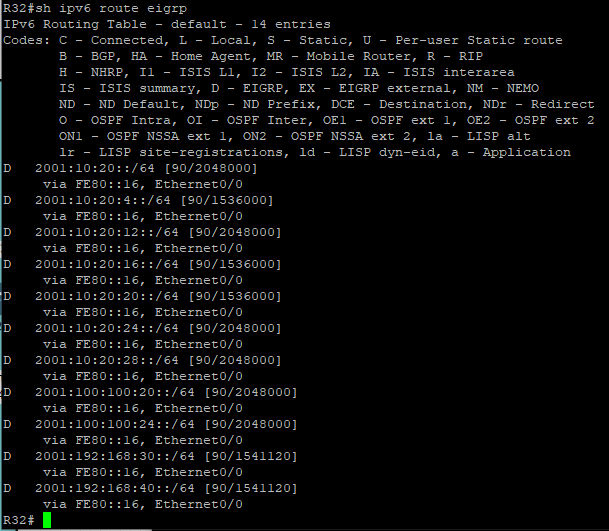 R32#sh ipv6 route eigrp
IPv6 Routing Table - default - 14 entries
Codes: C - Connected, L - Local, S - Static, U - Per-user Static route
       B - BGP, HA - Home Agent, MR - Mobile Router, R - RIP
       H - NHRP, I1 - ISIS L1, I2 - ISIS L2, IA - ISIS interarea
       IS - ISIS summary, D - EIGRP, EX - EIGRP external, NM - NEMO
       ND - ND Default, NDp - ND Prefix, DCE - Destination, NDr - Redirect
       O - OSPF Intra, OI - OSPF Inter, OE1 - OSPF ext 1, OE2 - OSPF ext 2
       ON1 - OSPF NSSA ext 1, ON2 - OSPF NSSA ext 2, la - LISP alt
       lr - LISP site-registrations, ld - LISP dyn-eid, a - Application
D   2001:10:20::/64 [90/2048000]
     via FE80::16, Ethernet0/0
D   2001:10:20:4::/64 [90/1536000]
     via FE80::16, Ethernet0/0
D   2001:10:20:12::/64 [90/2048000]
     via FE80::16, Ethernet0/0
D   2001:10:20:16::/64 [90/1536000]
     via FE80::16, Ethernet0/0
D   2001:10:20:20::/64 [90/1536000]
     via FE80::16, Ethernet0/0
D   2001:10:20:24::/64 [90/2048000]
     via FE80::16, Ethernet0/0
D   2001:10:20:28::/64 [90/2048000]
     via FE80::16, Ethernet0/0
D   2001:100:100:20::/64 [90/2048000]
     via FE80::16, Ethernet0/0
D   2001:100:100:24::/64 [90/2048000]
     via FE80::16, Ethernet0/0
D   2001:192:168:30::/64 [90/1541120]
     via FE80::16, Ethernet0/0
D   2001:192:168:40::/64 [90/1541120]
     via FE80::16, Ethernet0/0
R32#